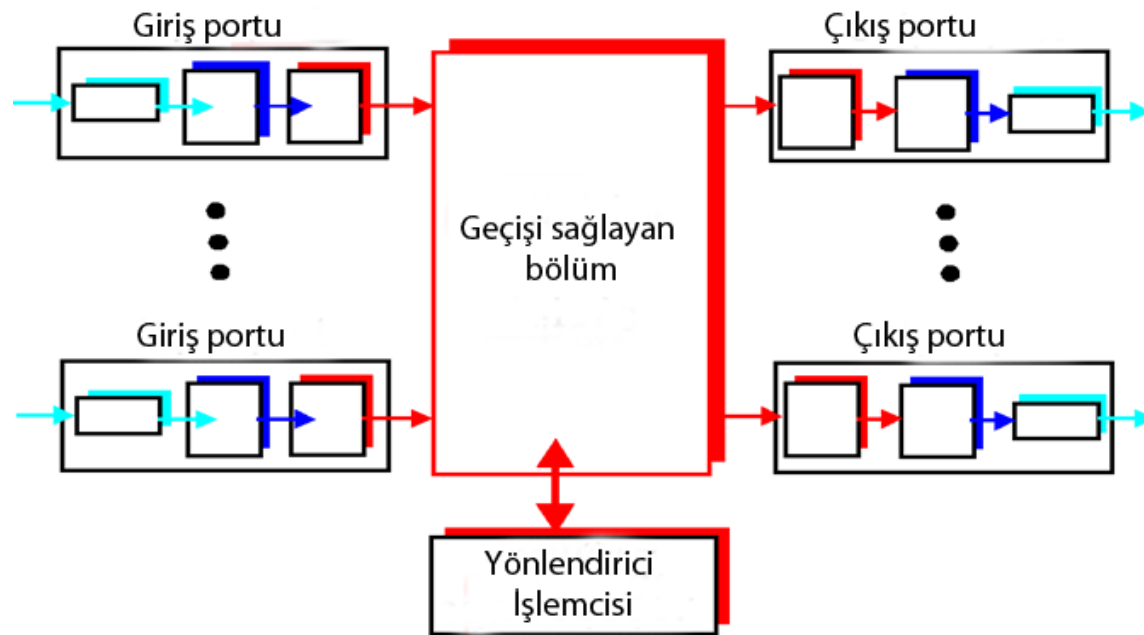 Giriş portu
Çıkış portu
Geçişi sağlayan
bölüm
Giriş portu
Çıkış portu
Yönlendirici
İşlemcisi